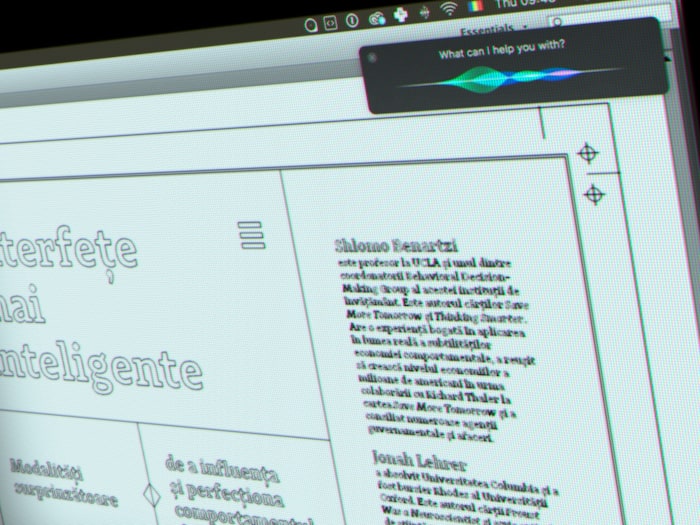 Thu 09:4
Essentials
What can I help you with?
terfețe
nai
nteligente
Modalități
surprinzătoare
de a influența
și perfecționa
comportamentul
Shlomo Benartzi
este profesor la UCLA și unul dintre
coordonatorii Behavioral Decision-
Making Group al acestei instituții de
învățământ. Este autorul cărților Save
More Tomorrow și Thinking Smarter.
Are o experiență bogată în aplicarea
în lumea reală a subtilităților
economiei comportamentale, a reușit
să crească nivelul economiilor a
milioane de americani în urma
colaborării cu Richard Thaler la
cartea Save More Tomorrow și a
consiliat numeroase agenții
guvernamentale și afaceri.
Jonah Lehrer
a absolvit Universitatea Columbia și a
fost bursier Rhodes al Universității
Oxford. Este autorul cărții Proust
Was a Neuroscientist și